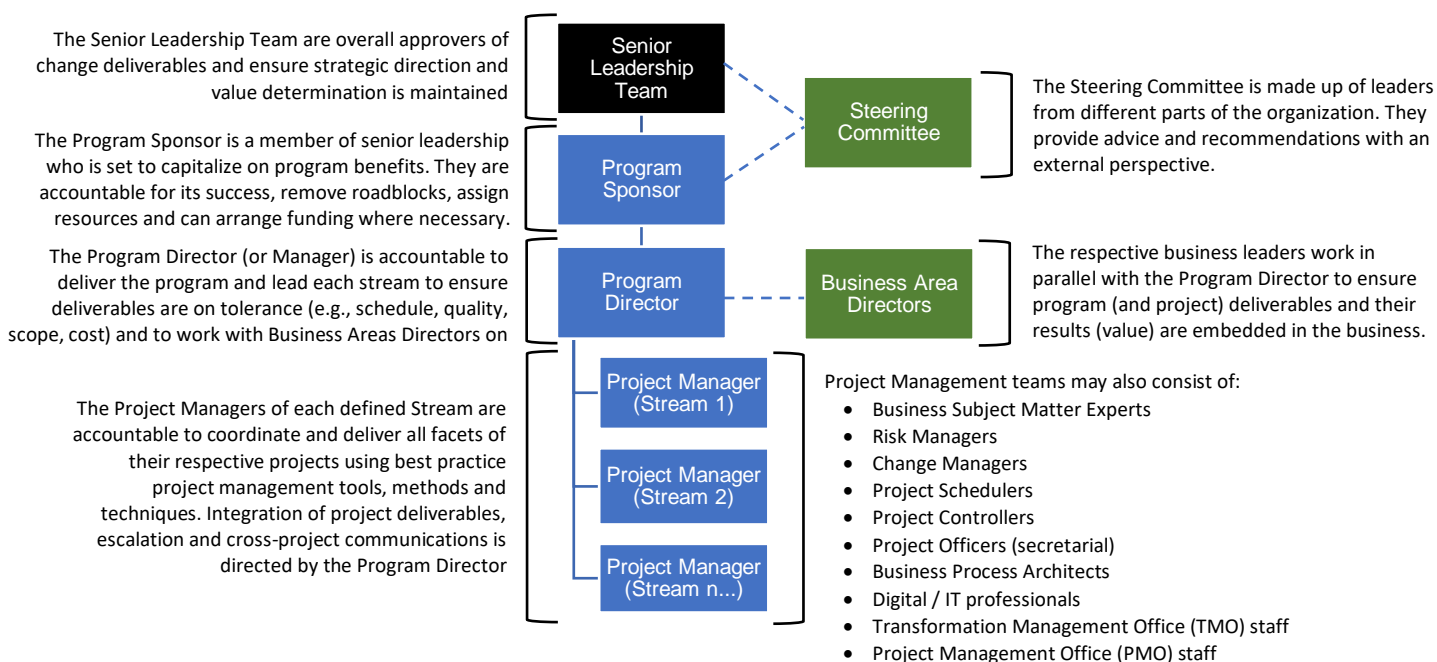 The Senior Leadership Team are overall approvers of
change deliverables and ensure strategic direction and
value determination is maintained
Senior
Leadership
Team
Steering
Committee
The Steering Committee is made up of leaders
from different parts of the organization. They
provide advice and recommendations with an
external perspective.
The Program Sponsor is a member of senior leadership
who is set to capitalize on program benefits. They are
accountable for its success, remove roadblocks, assign
resources and can arrange funding where necessary.
Program
Sponsor
The Program Director (or Manager) is accountable to
deliver the program and lead each stream to ensure
deliverables are on tolerance (e.g., schedule, quality,
scope, cost) and to work with Business Areas Directors on
Program
Director
Business Area
Directors
The respective business leaders work in
parallel with the Program Director to ensure
program (and project) deliverables and their
results (value) are embedded in the business.
The Project Managers of each defined Stream are
accountable to coordinate and deliver all facets of
their respective projects using best practice
project management tools, methods and
techniques. Integration of project deliverables,
escalation and cross-project communications is
directed by the Program Director
Project Manager
(Stream 1)
Project Manager
(Stream 2)
Project Manager
(Stream n...)
Project Management teams may also consist of:
• Business Subject Matter Experts
• Risk Managers
• Change Managers
• Project Schedulers
• Project Controllers
• Project Officers (secretarial)
• Business Process Architects
• Digital / IT professionals
• Transformation Management Office (TMO) staff
• Project Management Office (PMO) staff